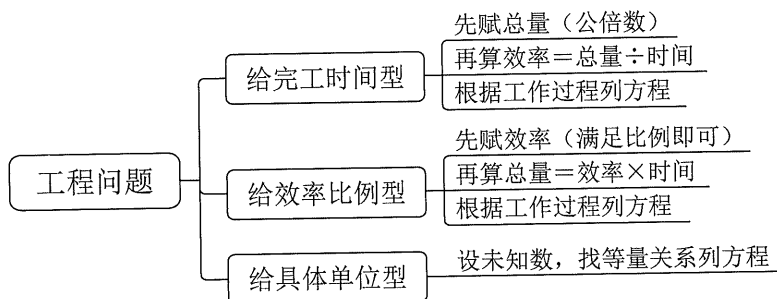 工程问题
给完工时间型
先赋总量（公倍数）
再算效率＝总量÷时间
根据工作过程列方程
给效率比例型
先赋效率（满足比例即可）
再算总量＝效率×时间
根据工作过程列方程
给具体单位型
设未知数，找等量关系列方程